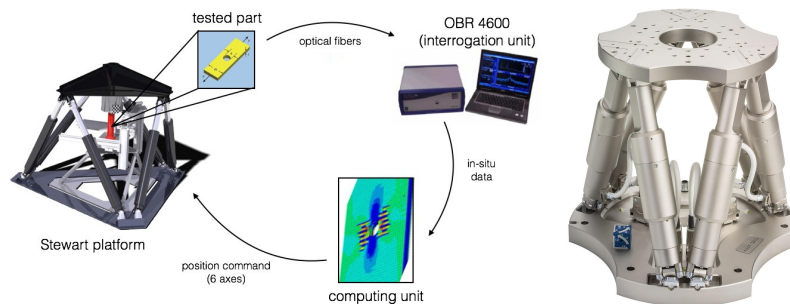 tested part
optical fibers
OBR 4600
(interrogation unit)
in-situ
data
Stewart platform
position command
(6 axes)
computing unit